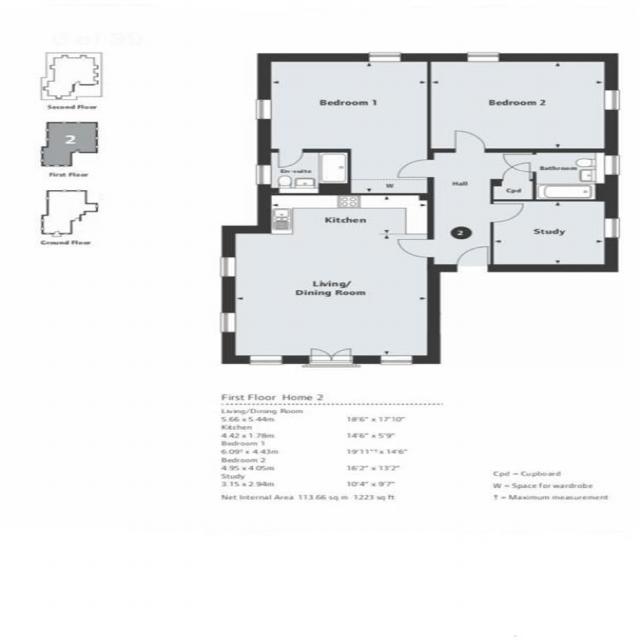 Second Floor
2
First Floor
Ground Floor
Bedroom 1
Bedroom 2
En-suite
W
Hall
Bathroom
Cpd
Kitchen
2
Study
Living/
Dining Room
First Floor Home 2
Living/Dining Room
5.66 x 5.44m 18'6" x 17'10"
Kitchen
4.42 x 1.78m 14'6" x 5'9"
Bedroom 1
6.09† x 4.43m 19'11"† x 14'6"
Bedroom 2
4.95 x 4.05m 16'2" x 13'2"
Study
3.15 x 2.94m 10'4" x 9'7"
Net Internal Area 113.66 sq m 1223 sq ft
Cpd = Cupboard
W = Space for wardrobe
† = Maximum measurement